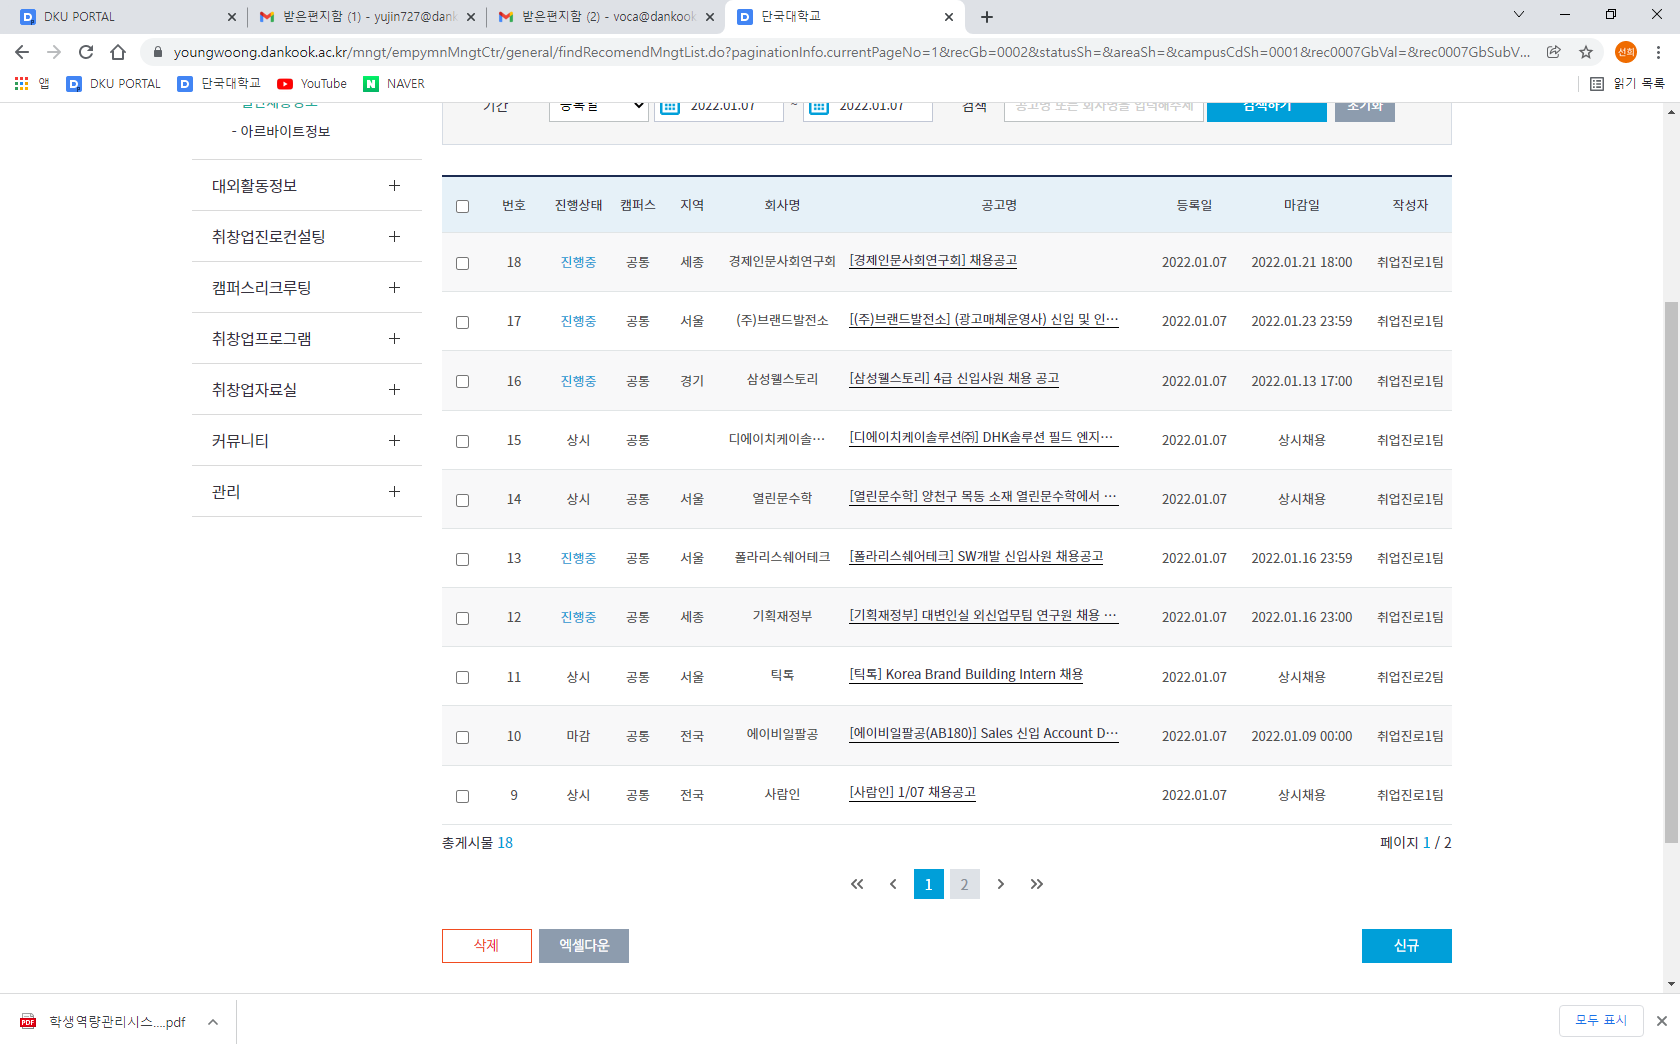 DKU PORTAL
받은편지함 (1) - yujin727@dank
받은편지함 (2) - voca@dankook
단국대학교
youngwoong.dankook.ac.kr/mngt/empymnMngtCtr/general/findRecomendMngtList.do?paginationInfo.currentPageNo=1&recGb=0002&statusSh=&areaSh=&campusCdSh=0001&rec0007GbVal=&rec0007GbSubV...
선희
앱
DKU PORTAL
단국대학교
YouTube
NAVER
읽기 목록
일반채용정보
- 아르바이트정보
대외활동정보
취창업진로컨설팅
캠퍼스리크루팅
취창업프로그램
취창업자료실
커뮤니티
관리
기간 등록일 2022.01.07 ~ 2022.01.07 검색 공고명 또는 회사명을 입력해주세 검색하기 초기화
번호 진행상태 캠퍼스 지역 회사명 공고명 등록일 마감일 작성자
18 진행중 공통 세종 경제인문사회연구회 [경제인문사회연구회] 채용공고 2022.01.07 2022.01.21 18:00 취업진로1팀
17 진행중 공통 서울 (주)브랜드발전소 [(주)브랜드발전소] (광고매체운영사) 신입 및 인… 2022.01.07 2022.01.23 23:59 취업진로1팀
16 진행중 공통 경기 삼성웰스토리 [삼성웰스토리] 4급 신입사원 채용 공고 2022.01.07 2022.01.13 17:00 취업진로1팀
15 상시 공통 디에이치케이솔… [디에이치케이솔루션㈜] DHK솔루션 필드 엔지… 2022.01.07 상시채용 취업진로1팀
14 상시 공통 서울 열린문수학 [열린문수학] 양천구 목동 소재 열린문수학에서 … 2022.01.07 상시채용 취업진로1팀
13 진행중 공통 서울 폴라리스쉐어테크 [폴라리스쉐어테크] SW개발 신입사원 채용공고 2022.01.07 2022.01.16 23:59 취업진로1팀
12 진행중 공통 세종 기획재정부 [기획재정부] 대변인실 외신업무팀 연구원 채용 … 2022.01.07 2022.01.16 23:00 취업진로1팀
11 상시 공통 서울 틱톡 [틱톡] Korea Brand Building Intern 채용 2022.01.07 상시채용 취업진로2팀
10 마감 공통 전국 에이비일팔공 [에이비일팔공(AB180)] Sales 신입 Account D… 2022.01.07 2022.01.09 00:00 취업진로1팀
9 상시 공통 전국 사람인 [사람인] 1/07 채용공고 2022.01.07 상시채용 취업진로1팀
총게시물 18
페이지 1 / 2
1 2
삭제 엑셀다운 신규
PDF 학생역량관리시스....pdf
모두 표시